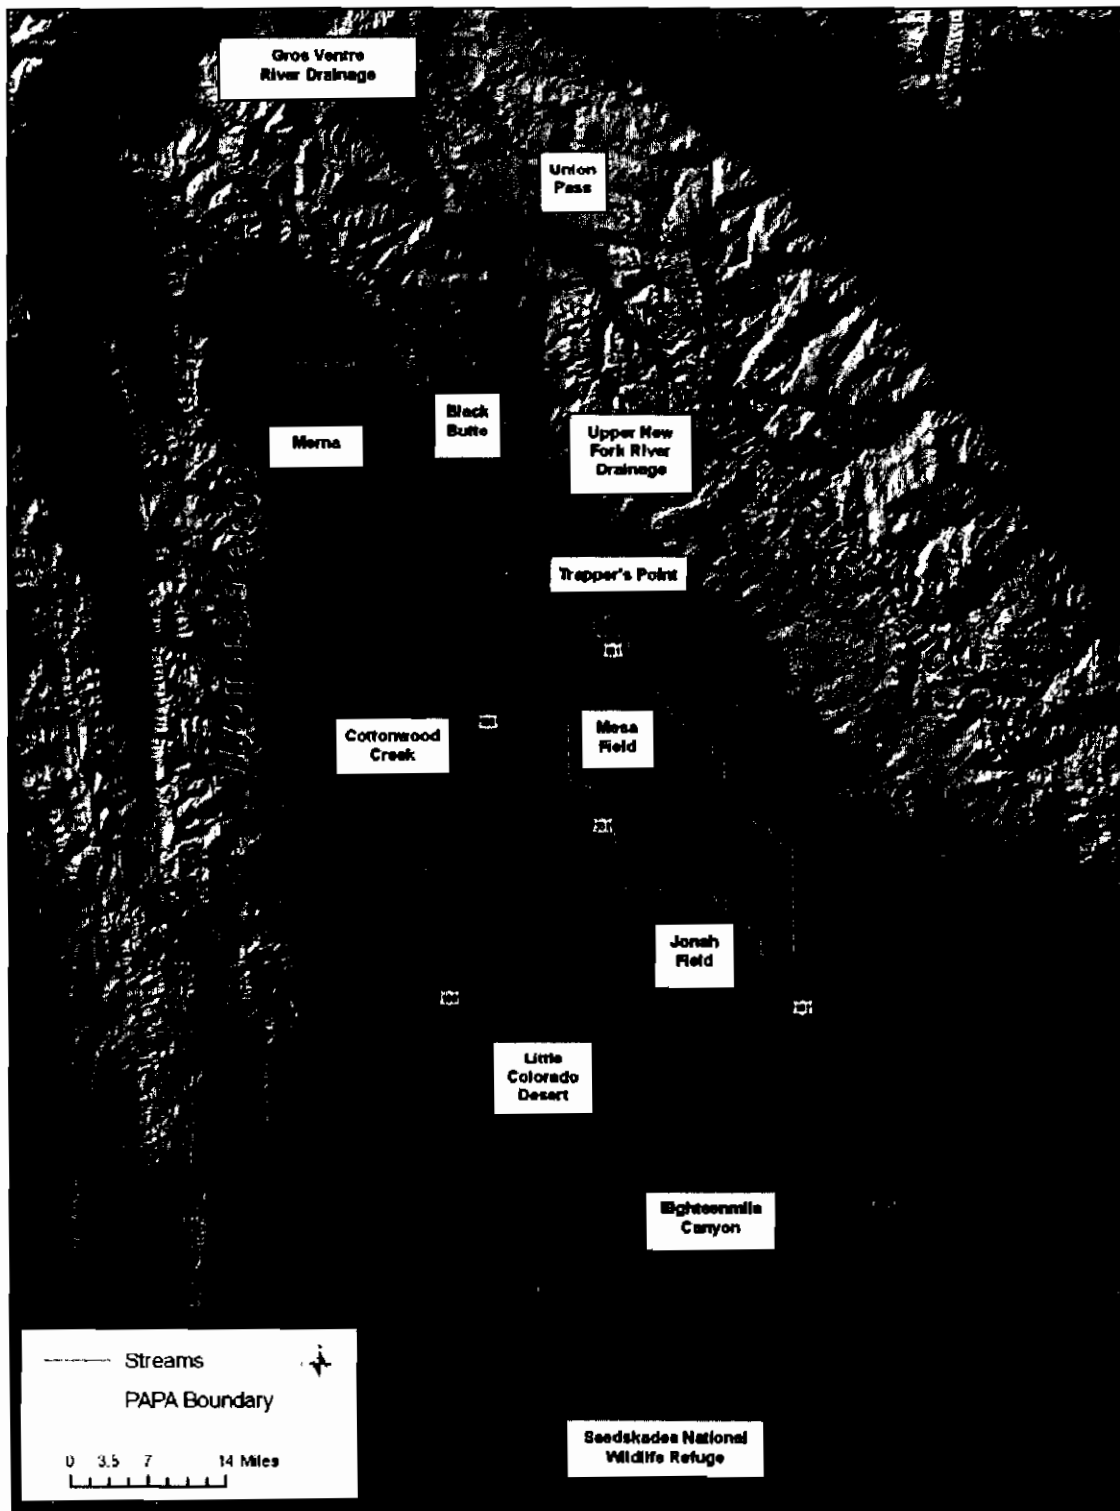 Gros Ventre
River Drainage
Union
Pass
Black
Butte
Merna
Upper New
Fork River
Drainage
Trapper's Point
Cottonwood
Creek
Mesa
Field
Jonah
Field
Little
Colorado
Desert
Eighteenmile
Canyon
Streams
PAPA Boundary
0 3.5 7 14 Miles
Seedskadee National
Wildlife Refuge